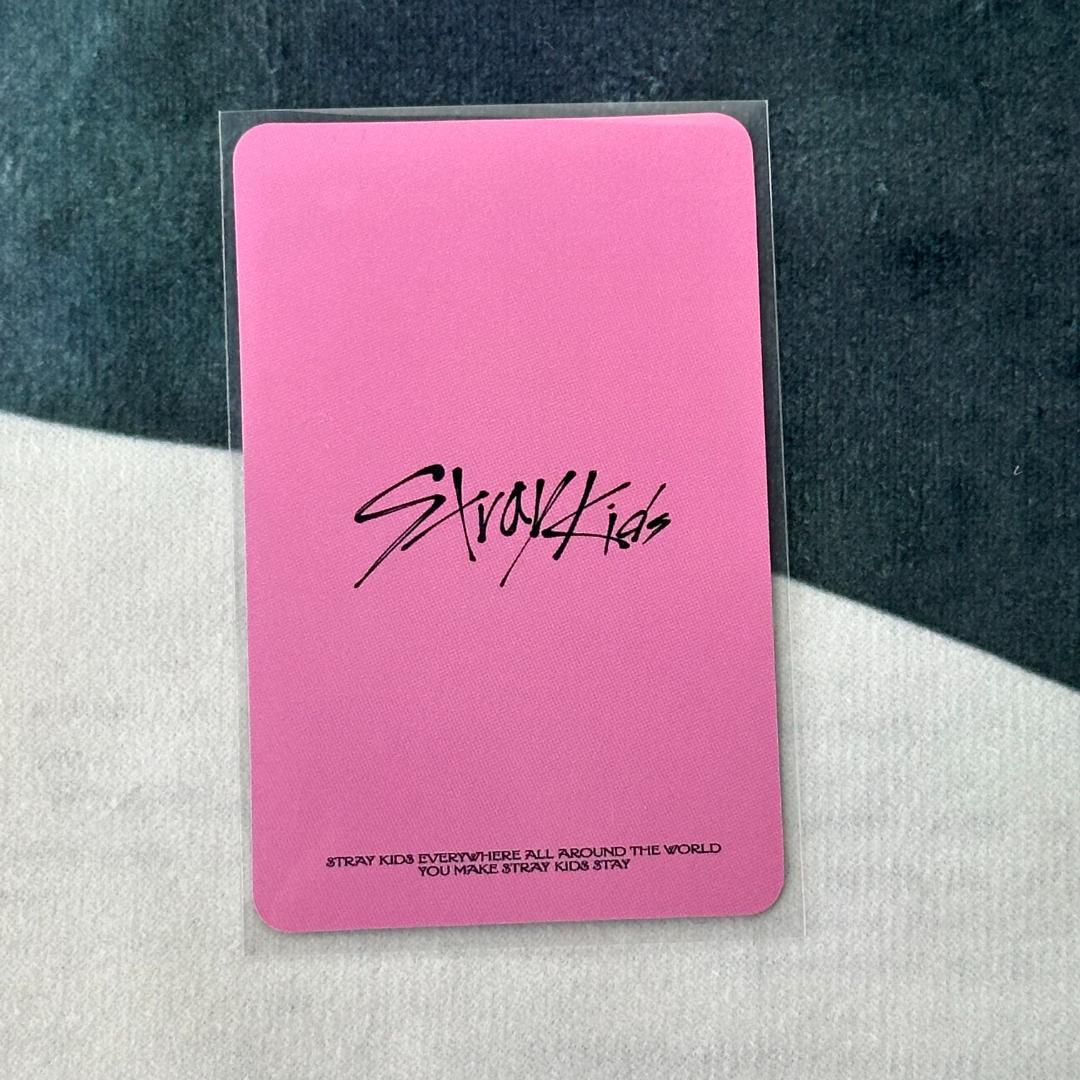 Stray Kids
STRAY KIDS EVERYWHERE ALL AROUND THE WORLD
YOU MAKE STRAY KIDS STAY